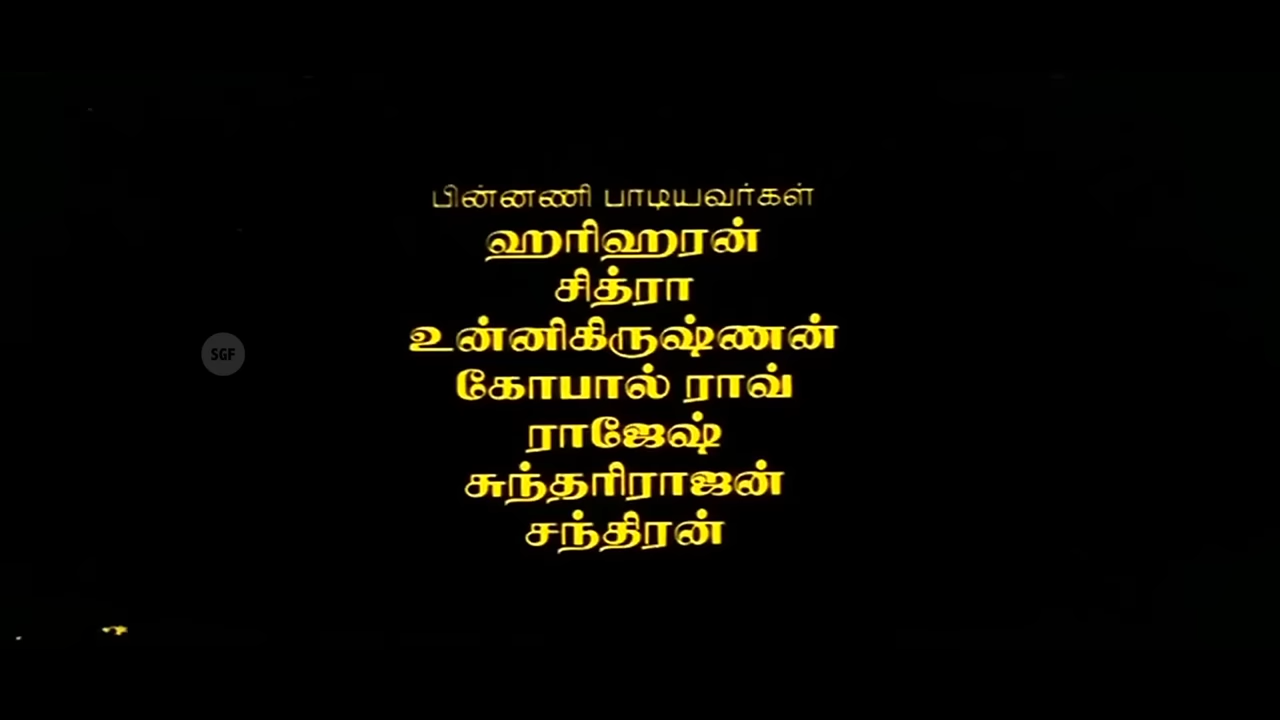 பின்னணி பாடியவர்கள்
ஹரிஹரன்
சித்ரா
உன்னிகிருஷ்ணன்
கோபால் ராவ்
ராஜேஷ்
சுந்தரிராஜன்
சந்திரன்
SGF